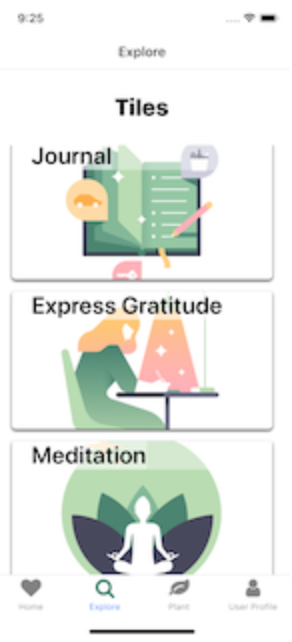 9:25
Explore
Tiles
Journal
Express Gratitude
Meditation
Home
Explore
Plant
User Profile